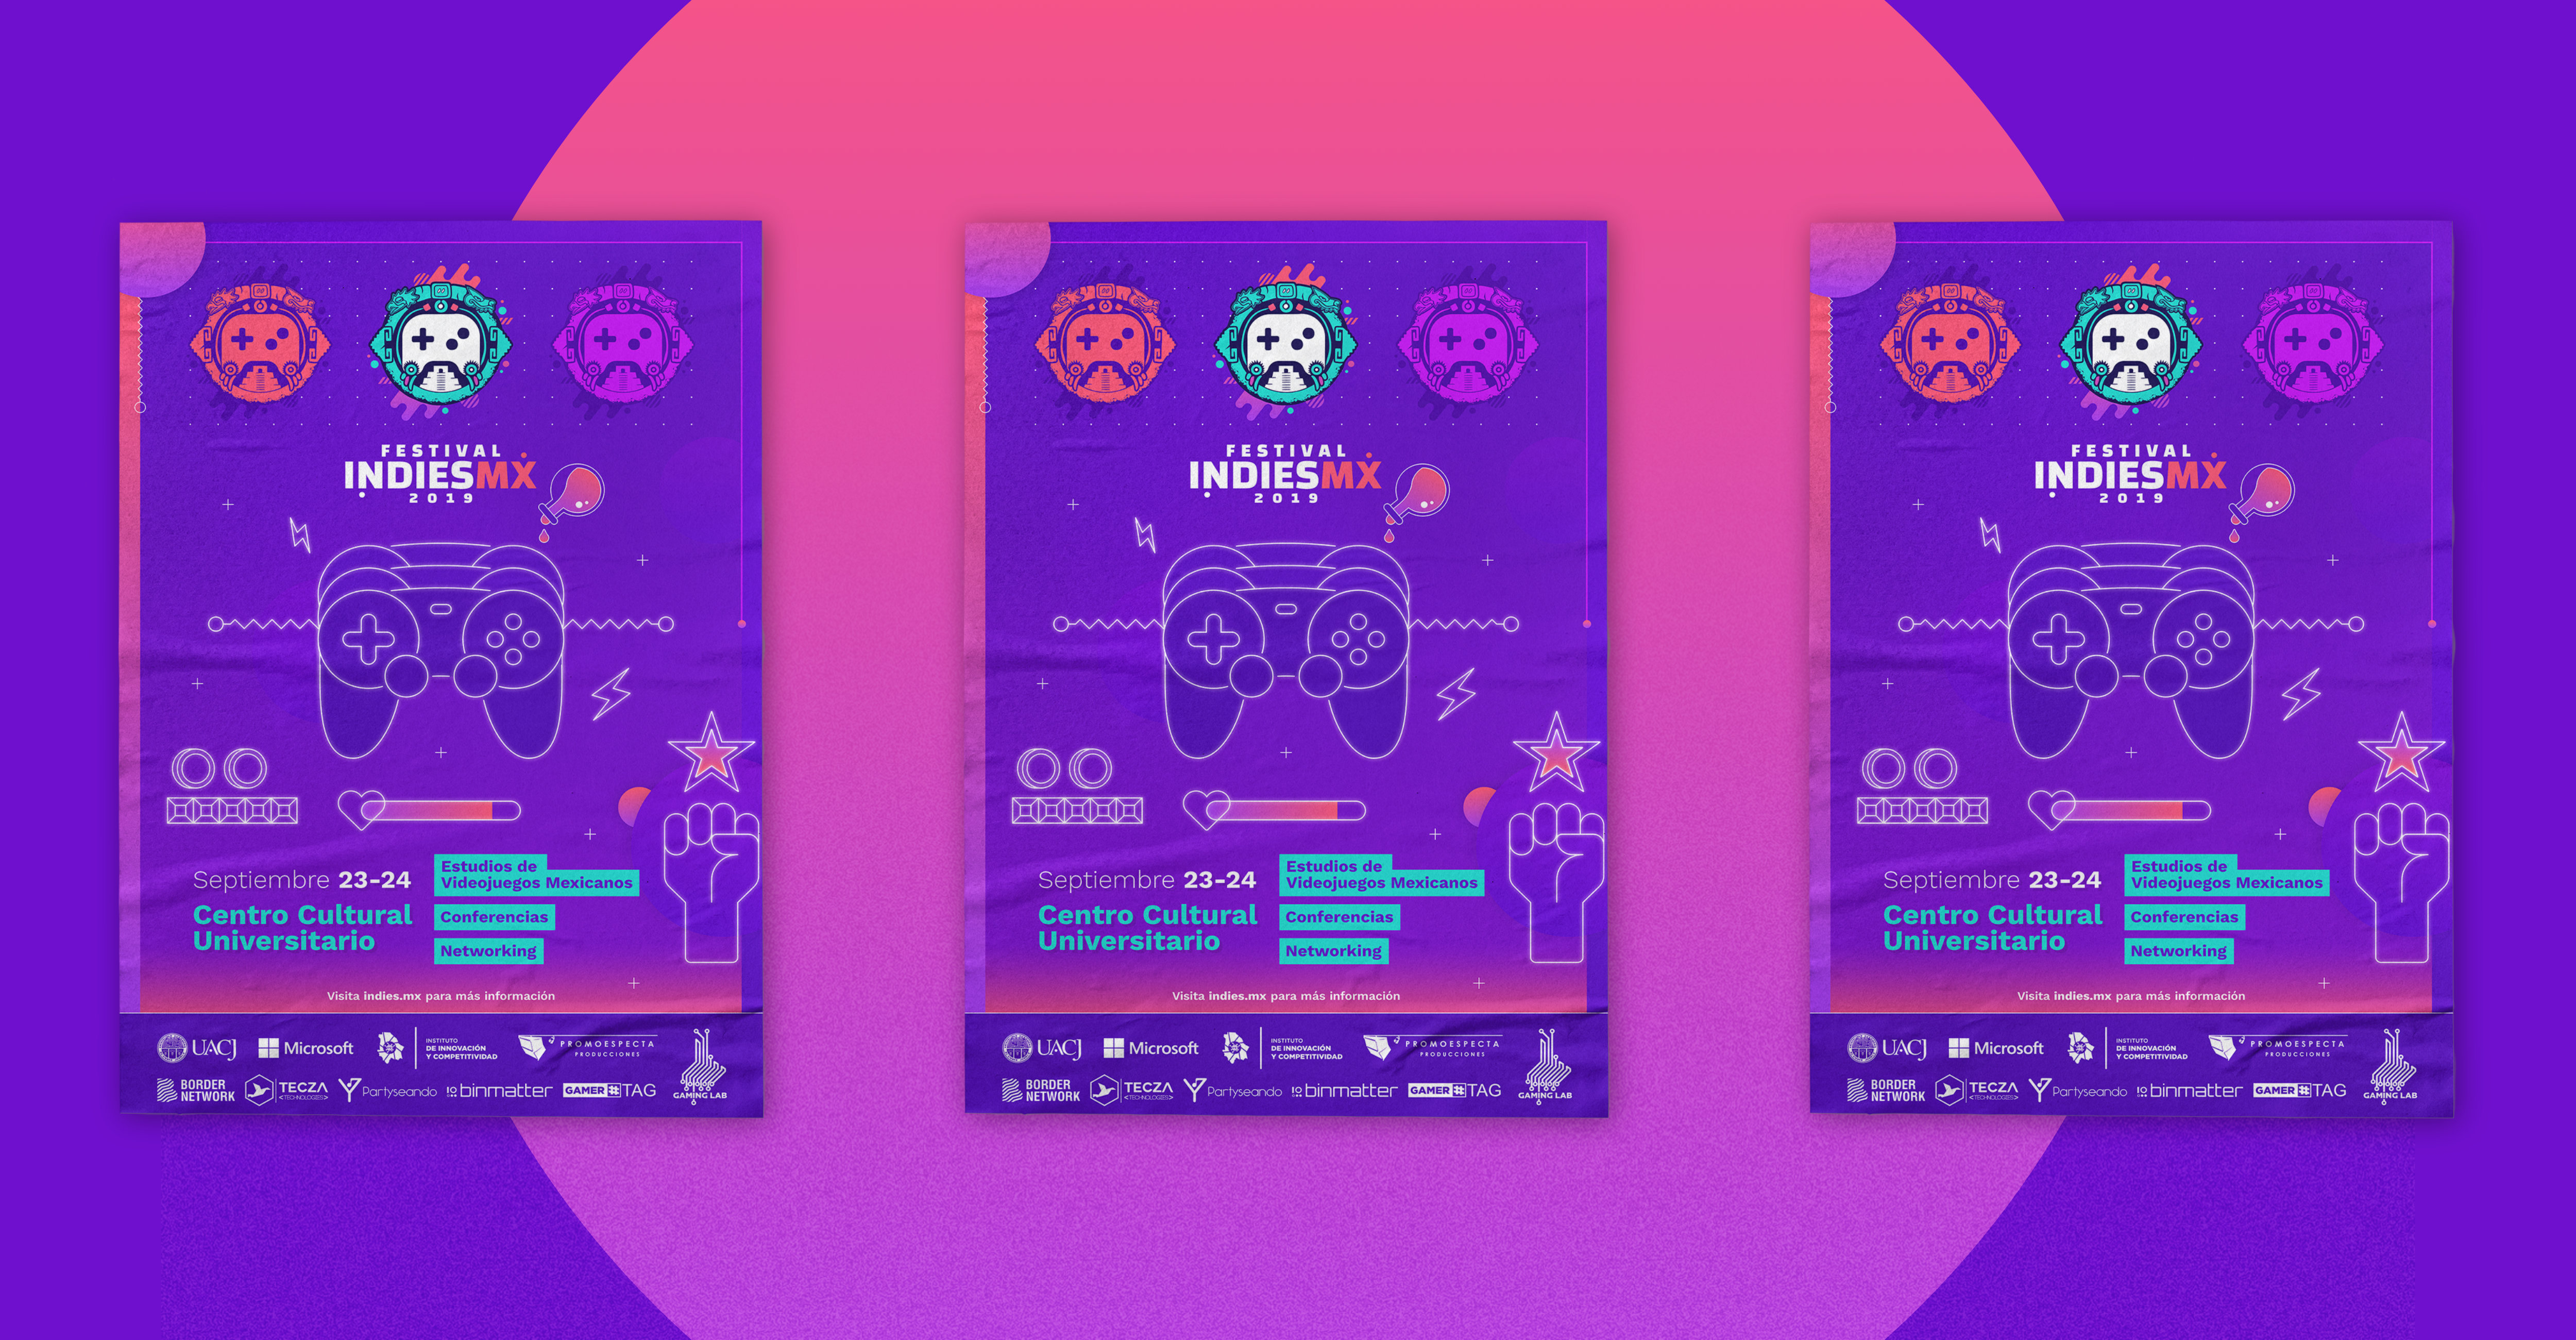 FESTIVAL
INDIESMX
2019
Septiembre 23-24
Centro Cultural
Universitario
Estudios de
Videojuegos Mexicanos
Conferencias
Networking
Visita indies.mx para más información
UACJ
Microsoft
INSTITUTO
DE INNOVACIÓN
Y COMPETITIVIDAD
PROMOESPECTA
PRODUCCIONES
BORDER
NETWORK
TECZA
<TECHNOLOGIES>
Partyseando
binmatter
GAMER#TAG
GAMING LAB
FESTIVAL
INDIESMX
2019
Septiembre 23-24
Centro Cultural
Universitario
Estudios de
Videojuegos Mexicanos
Conferencias
Networking
Visita indies.mx para más información
UACJ
Microsoft
INSTITUTO
DE INNOVACIÓN
Y COMPETITIVIDAD
PROMOESPECTA
PRODUCCIONES
BORDER
NETWORK
TECZA
<TECHNOLOGIES>
Partyseando
binmatter
GAMER#TAG
GAMING LAB
FESTIVAL
INDIESMX
2019
Septiembre 23-24
Centro Cultural
Universitario
Estudios de
Videojuegos Mexicanos
Conferencias
Networking
Visita indies.mx para más información
UACJ
Microsoft
INSTITUTO
DE INNOVACIÓN
Y COMPETITIVIDAD
PROMOESPECTA
PRODUCCIONES
BORDER
NETWORK
TECZA
<TECHNOLOGIES>
Partyseando
binmatter
GAMER#TAG
GAMING LAB